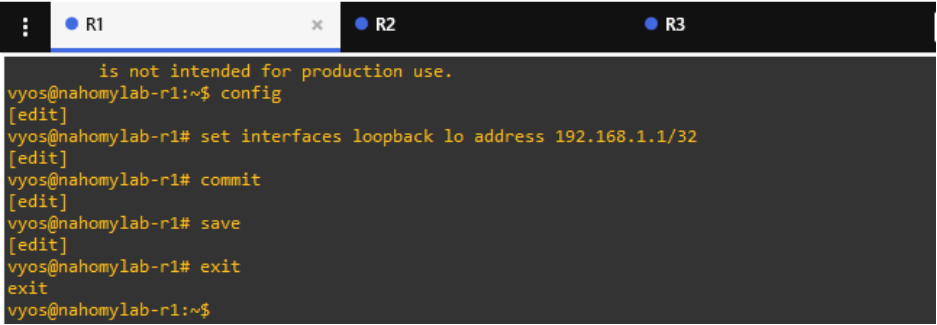 R1 × R2 R3
is not intended for production use.
vyos@nahomylab-r1:~$ config
[edit]
vyos@nahomylab-r1# set interfaces loopback lo address 192.168.1.1/32
[edit]
vyos@nahomylab-r1# commit
[edit]
vyos@nahomylab-r1# save
[edit]
vyos@nahomylab-r1# exit
exit
vyos@nahomylab-r1:~$